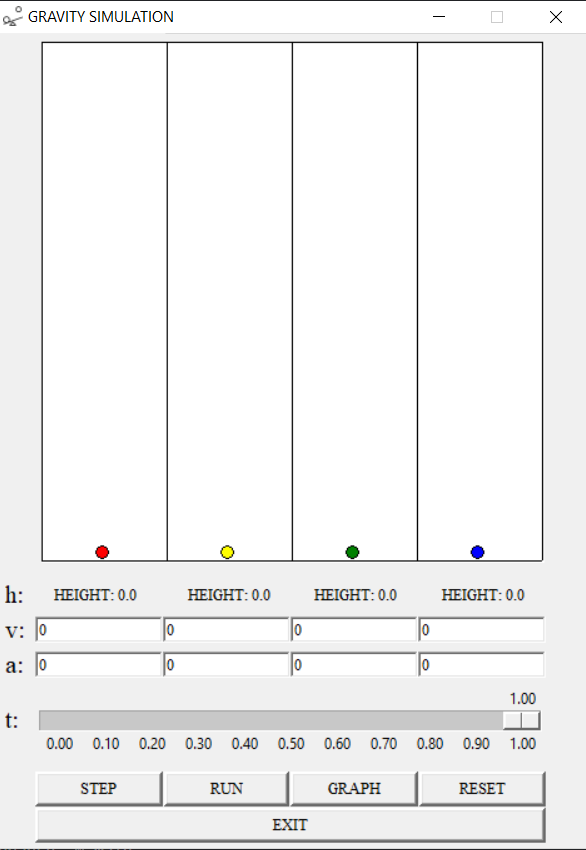 GRAVITY SIMULATION
h: HEIGHT: 0.0 HEIGHT: 0.0 HEIGHT: 0.0 HEIGHT: 0.0
v: 0 0 0 0
a: 0 0 0 0
1.00
t:
0.00 0.10 0.20 0.30 0.40 0.50 0.60 0.70 0.80 0.90 1.00
STEP RUN GRAPH RESET
EXIT